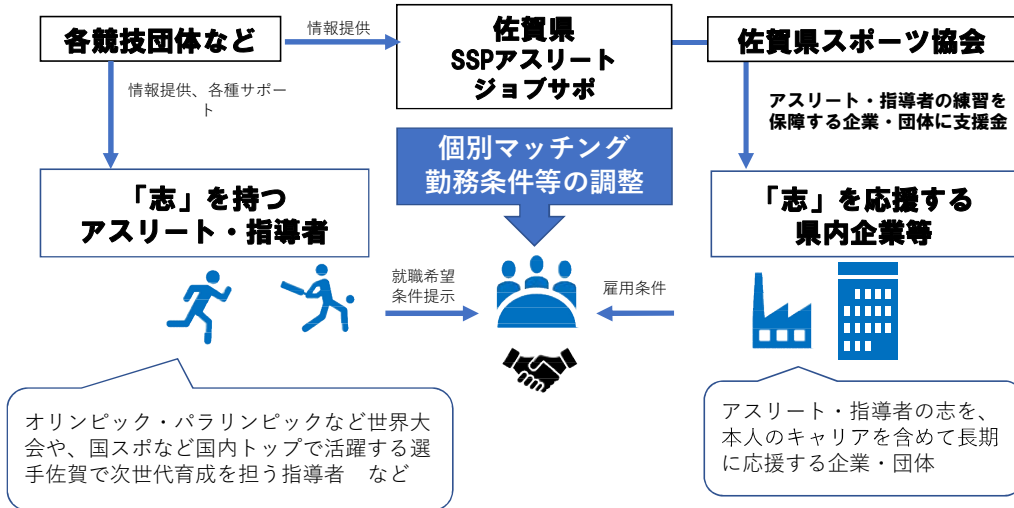 各競技団体など
情報提供
佐賀県
SSPアスリート
ジョブサポ
佐賀県スポーツ協会
情報提供、各種サポー
ト
アスリート・指導者の練習を
保障する企業・団体に支援金
個別マッチング
勤務条件等の調整
「志」を持つ
アスリート・指導者
「志」を応援する
県内企業等
就職希望
条件提示
雇用条件
オリンピック・パラリンピックなど世界大
会や、国スポなど国内トップで活躍する選
手佐賀で次世代育成を担う指導者　など
アスリート・指導者の志を、
本人のキャリアを含めて長期
に応援する企業・団体